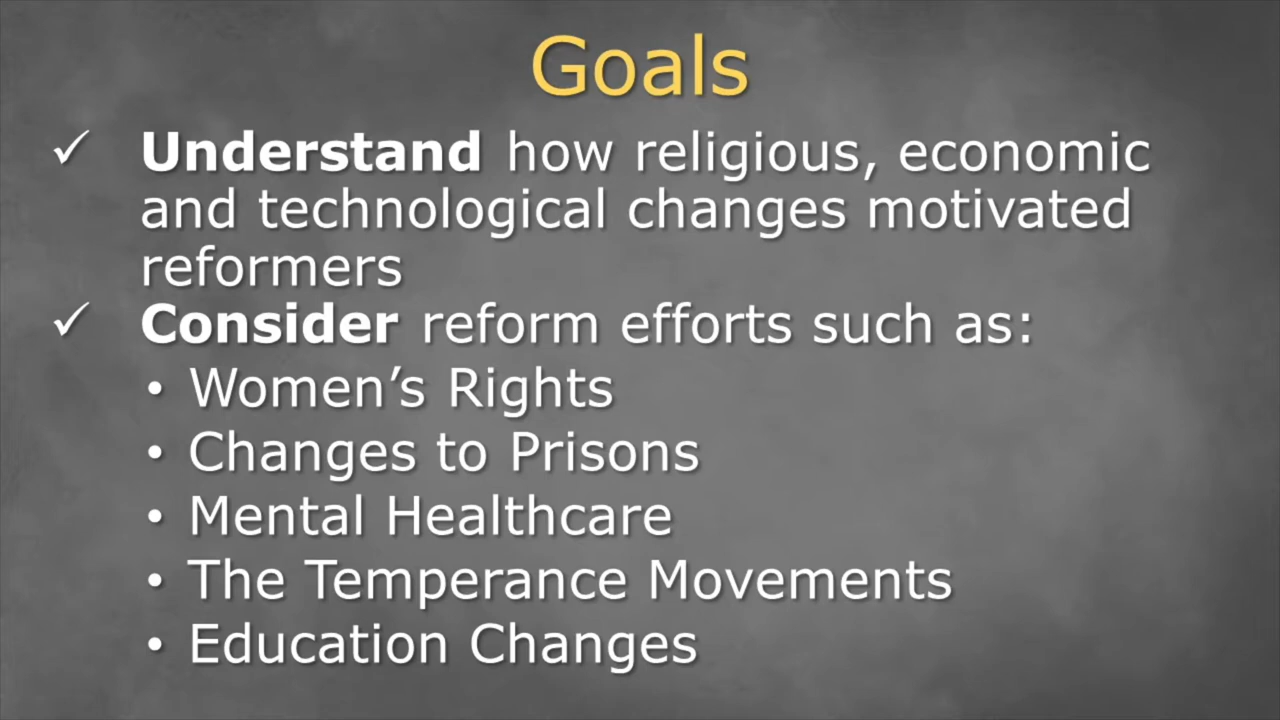 Goals
✓ Understand how religious, economic
and technological changes motivated
reformers
✓ Consider reform efforts such as:
• Women’s Rights
• Changes to Prisons
• Mental Healthcare
• The Temperance Movements
• Education Changes